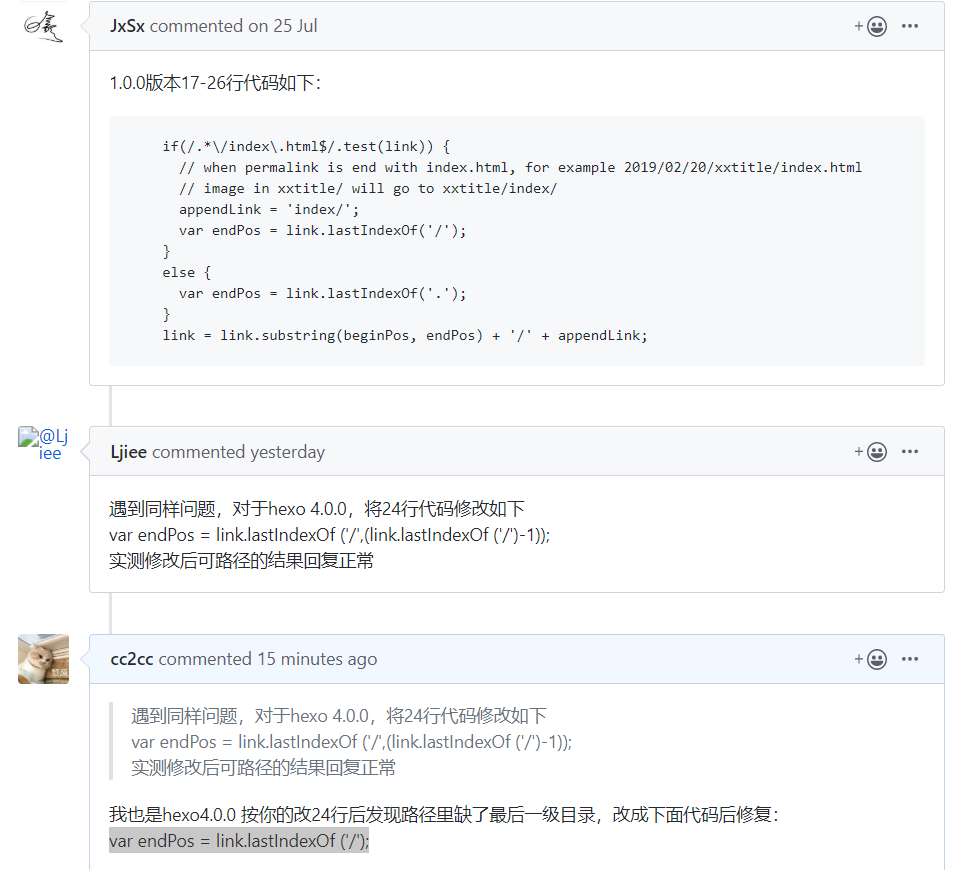 JxSx commented on 25 Jul
1.0.0版本17-26行代码如下：
if(/.*\/index\.html$/.test(link)) {
// when permalink is end with index.html, for example 2019/02/20/xxtitle/index.html
// image in xxtitle/ will go to xxtitle/index/
appendLink = 'index/';
var endPos = link.lastIndexOf('/');
}
else {
var endPos = link.lastIndexOf('.');
}
link = link.substring(beginPos, endPos) + '/' + appendLink;
@Lj
iee
Ljiee commented yesterday
遇到同样问题，对于hexo 4.0.0，将24行代码修改如下
var endPos = link.lastIndexOf ('/',(link.lastIndexOf ('/')-1));
实测修改后可路径的结果回复正常
cc2cc commented 15 minutes ago
遇到同样问题，对于hexo 4.0.0，将24行代码修改如下
var endPos = link.lastIndexOf ('/',(link.lastIndexOf ('/')-1));
实测修改后可路径的结果回复正常
我也是hexo4.0.0 按你的改24行后发现路径里缺了最后一级目录，改成下面代码后修复：
var endPos = link.lastIndexOf ('/');